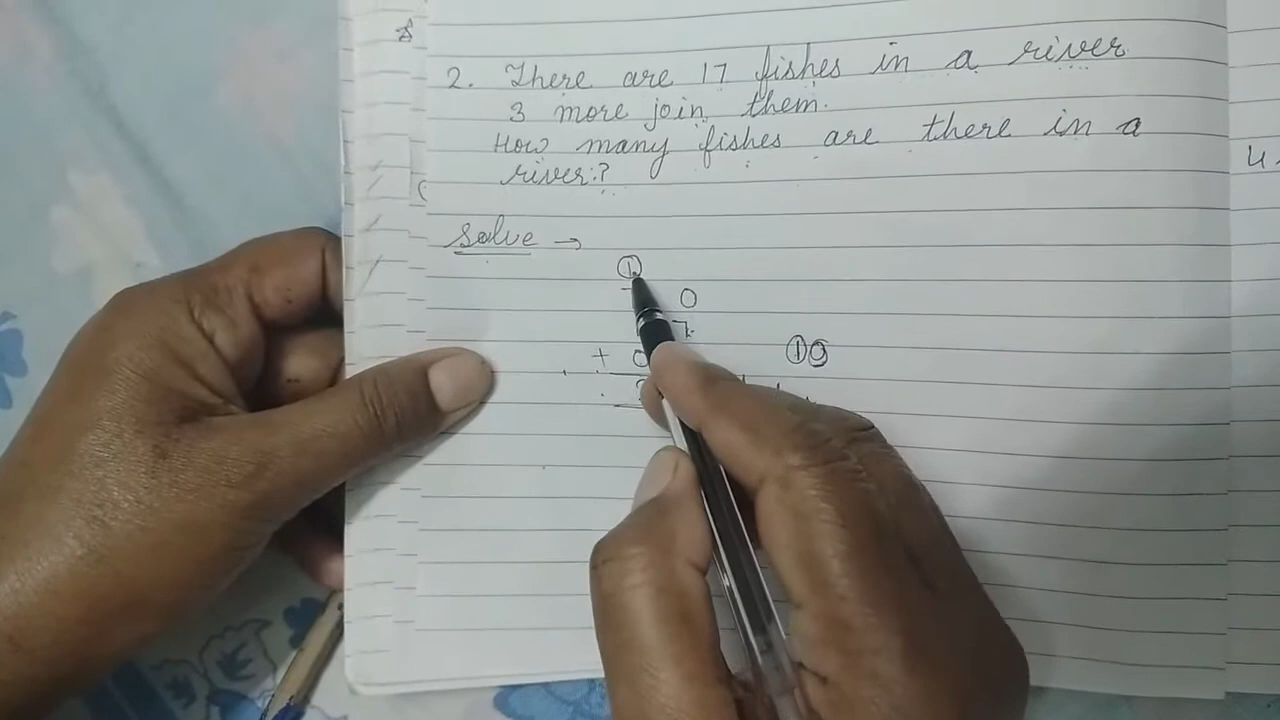 2. There are 17 fishes in a river
3 more join them.
How many fishes are there in a
river?
Solve →
1
T O
7
+ 0
10